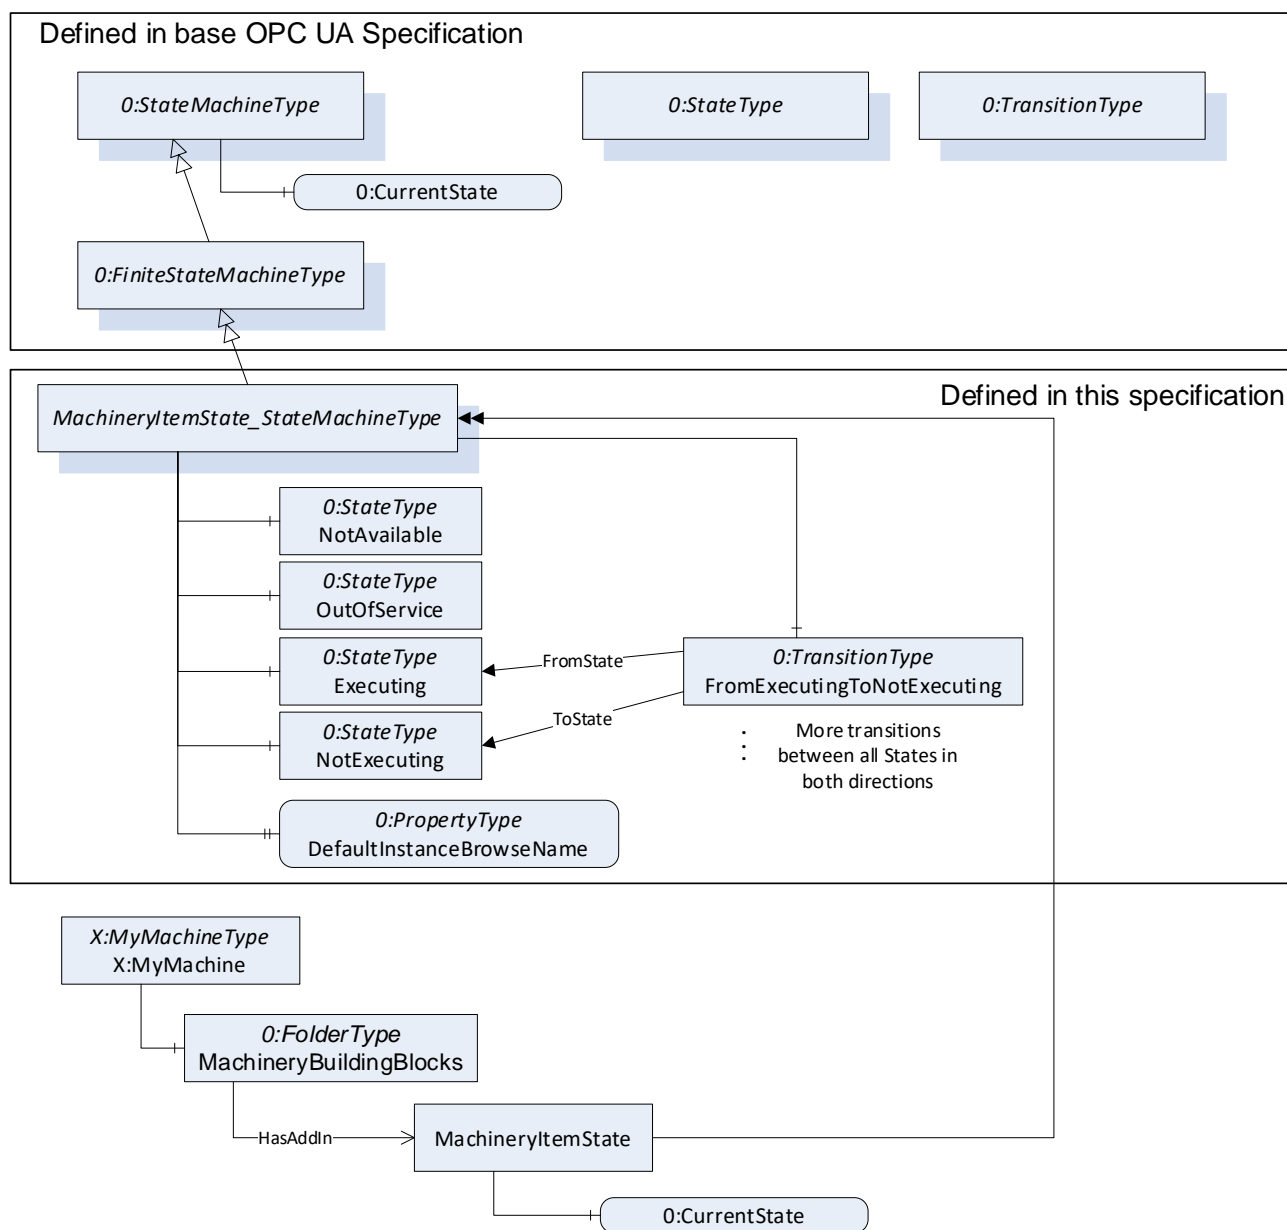 Defined in base OPC UA Specification
0:StateMachineType
0:StateType
0:TransitionType
0:CurrentState
0:FiniteStateMachineType
Defined in this specification
MachineryItemState_StateMachineType
0:StateType
NotAvailable
0:StateType
OutOfService
0:StateType
Executing
FromState
0:TransitionType
FromExecutingToNotExecuting
ToState
0:StateType
NotExecuting
More transitions
between all States in
both directions
0:PropertyType
DefaultInstanceBrowseName
X:MyMachineType
X:MyMachine
0:FolderType
MachineryBuildingBlocks
HasAddIn
MachineryItemState
0:CurrentState